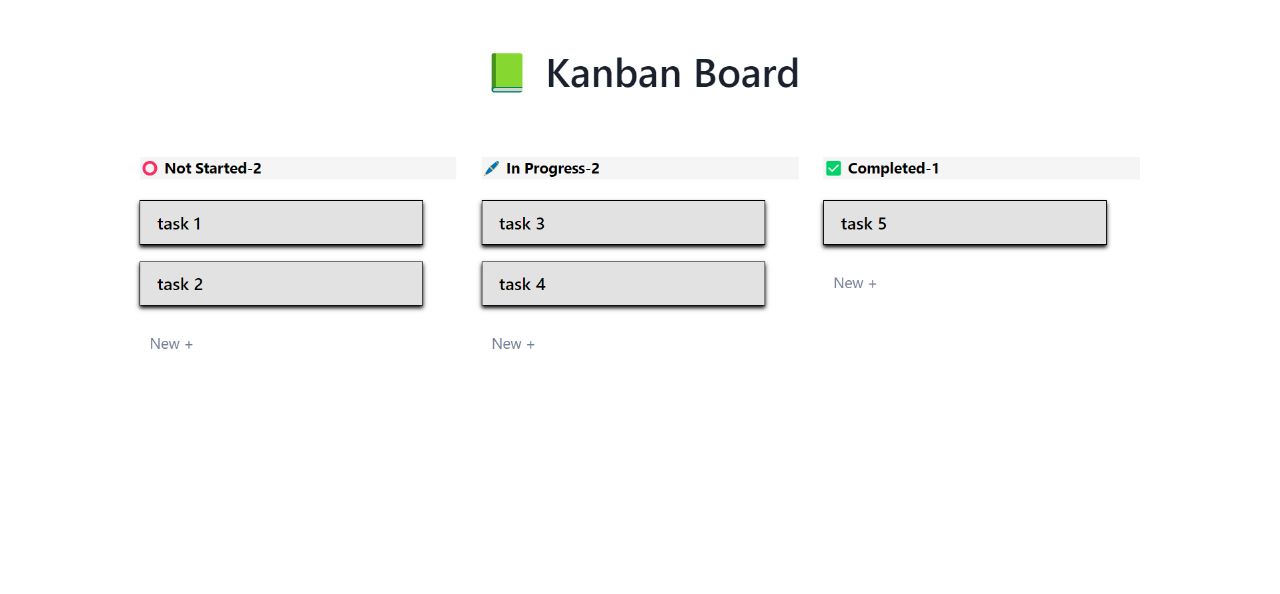 Kanban Board
Not Started-2
task 1
task 2
New +
In Progress-2
task 3
task 4
New +
Completed-1
task 5
New +